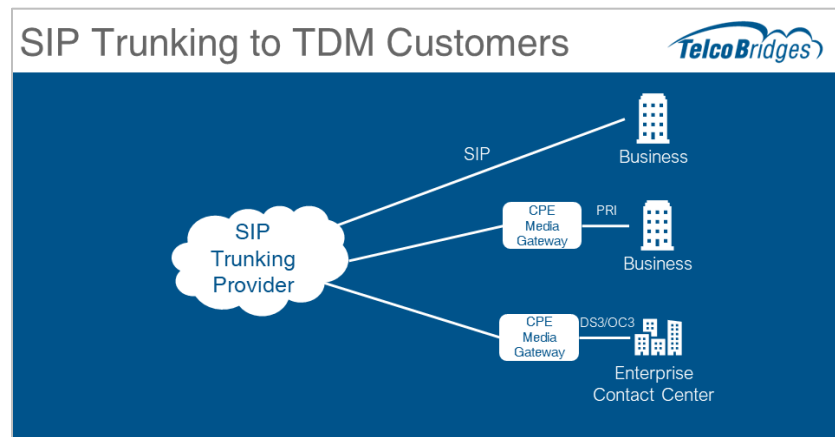 SIP Trunking to TDM Customers
TelcoBridges
SIP
Business
SIP
Trunking
Provider
CPE
Media
Gateway
PRI
Business
CPE
Media
Gateway
DS3/OC3
Enterprise
Contact Center